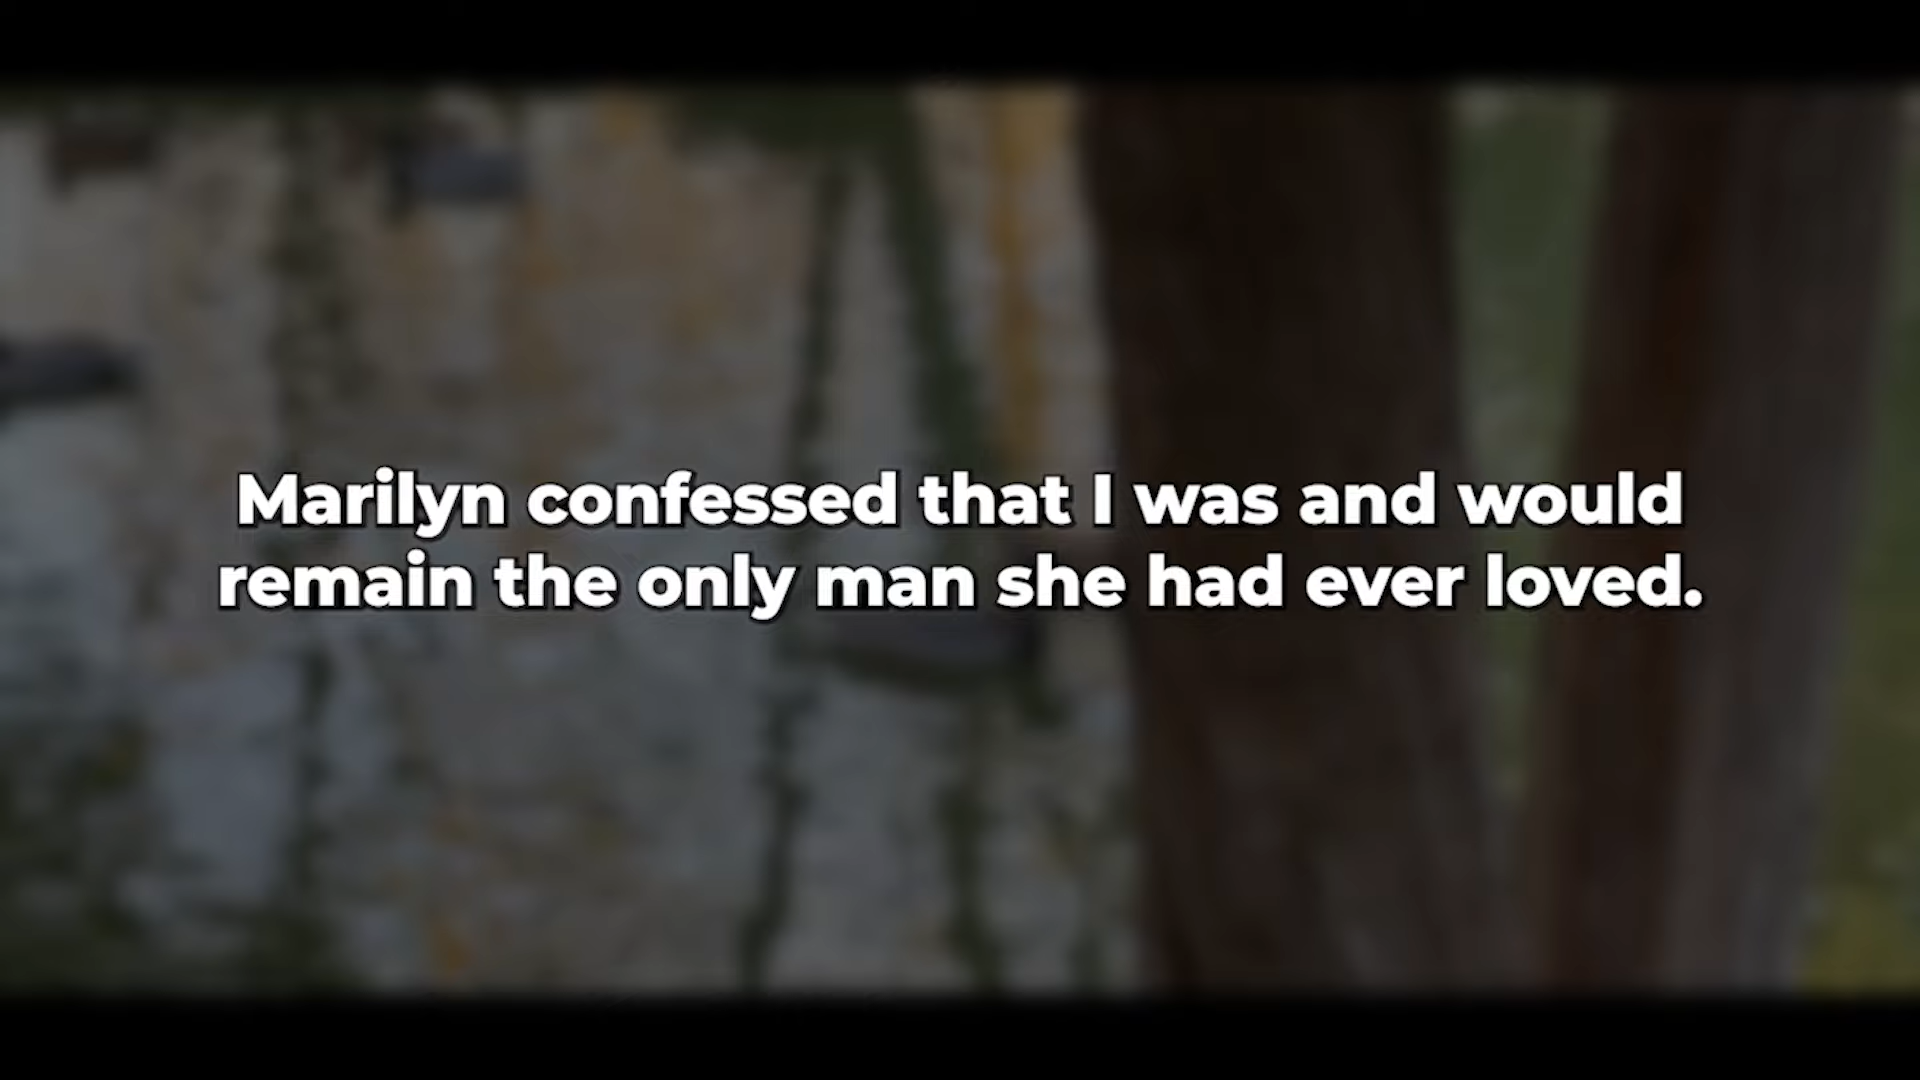 Marilyn confessed that I was and would
remain the only man she had ever loved.